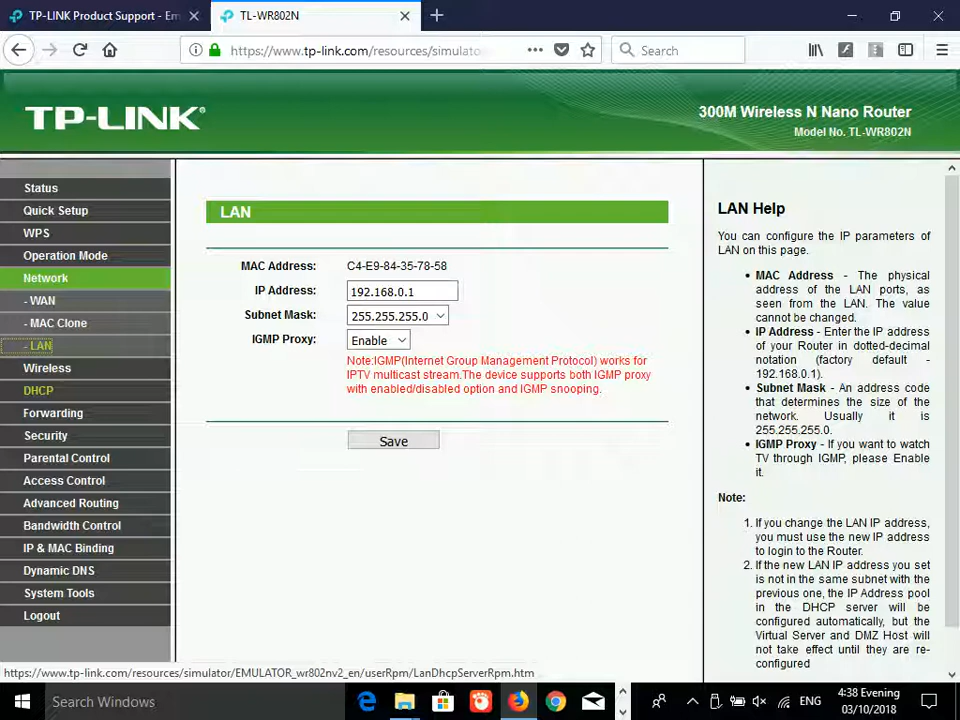 TP-LINK Product Support - Em
TL-WR802N
https://www.tp-link.com/resources/simulato
Search
TP-LINK®
300M Wireless N Nano Router
Model No. TL-WR802N
Status
Quick Setup
WPS
Operation Mode
Network
- WAN
- MAC Clone
- LAN
Wireless
DHCP
Forwarding
Security
Parental Control
Access Control
Advanced Routing
Bandwidth Control
IP & MAC Binding
Dynamic DNS
System Tools
Logout
LAN
MAC Address: C4-E9-84-35-78-58
IP Address: 192.168.0.1
Subnet Mask: 255.255.255.0
IGMP Proxy: Enable
Note:IGMP(Internet Group Management Protocol) works for
IPTV multicast stream.The device supports both IGMP proxy
with enabled/disabled option and IGMP snooping.
Save
LAN Help
You can configure the IP parameters of
LAN on this page.
• MAC Address - The physical
address of the LAN ports, as
seen from the LAN. The value
cannot be changed.
• IP Address - Enter the IP address
of your Router in dotted-decimal
notation (factory default -
192.168.0.1).
• Subnet Mask - An address code
that determines the size of the
network. Usually it is
255.255.255.0.
• IGMP Proxy - If you want to watch
TV through IGMP, please Enable
it.
Note:
1. If you change the LAN IP address,
you must use the new IP address
to login to the Router.
2. If the new LAN IP address you set
is not in the same subnet with the
previous one, the IP Address pool
in the DHCP server will be
configured automatically, but the
Virtual Server and DMZ Host will
not take effect until they are re-
configured
https://www.tp-link.com/resources/simulator/EMULATOR_wr802nv2_en/userRpm/LanDhcpServerRpm.htm
Search Windows
ENG
4:38 Evening
03/10/2018